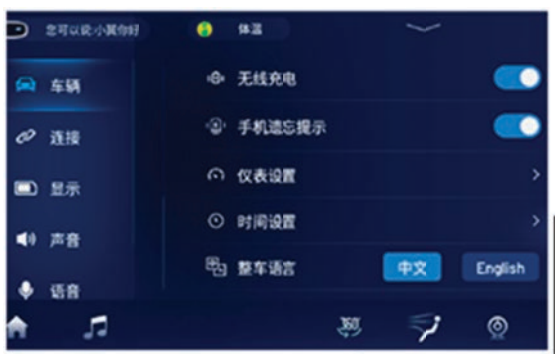 您可以说:小翼你好
体温
车辆
无线充电
连接
手机遗忘提示
显示
仪表设置
声音
时间设置
语音
整车语言
中文
English
360°